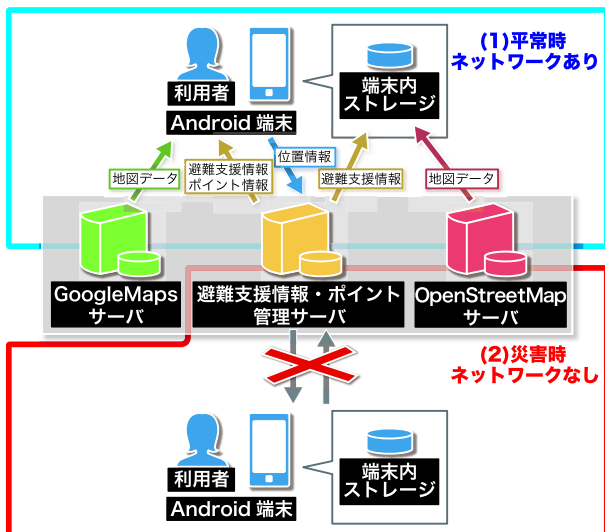 (1)平常時
ネットワークあり
利用者
Android 端末
端末内
ストレージ
地図データ
避難支援情報
ポイント情報
位置情報
避難支援情報
地図データ
GoogleMaps
サーバ
避難支援情報・ポイント
管理サーバ
OpenStreetMap
サーバ
(2)災害時
ネットワークなし
利用者
Android 端末
端末内
ストレージ